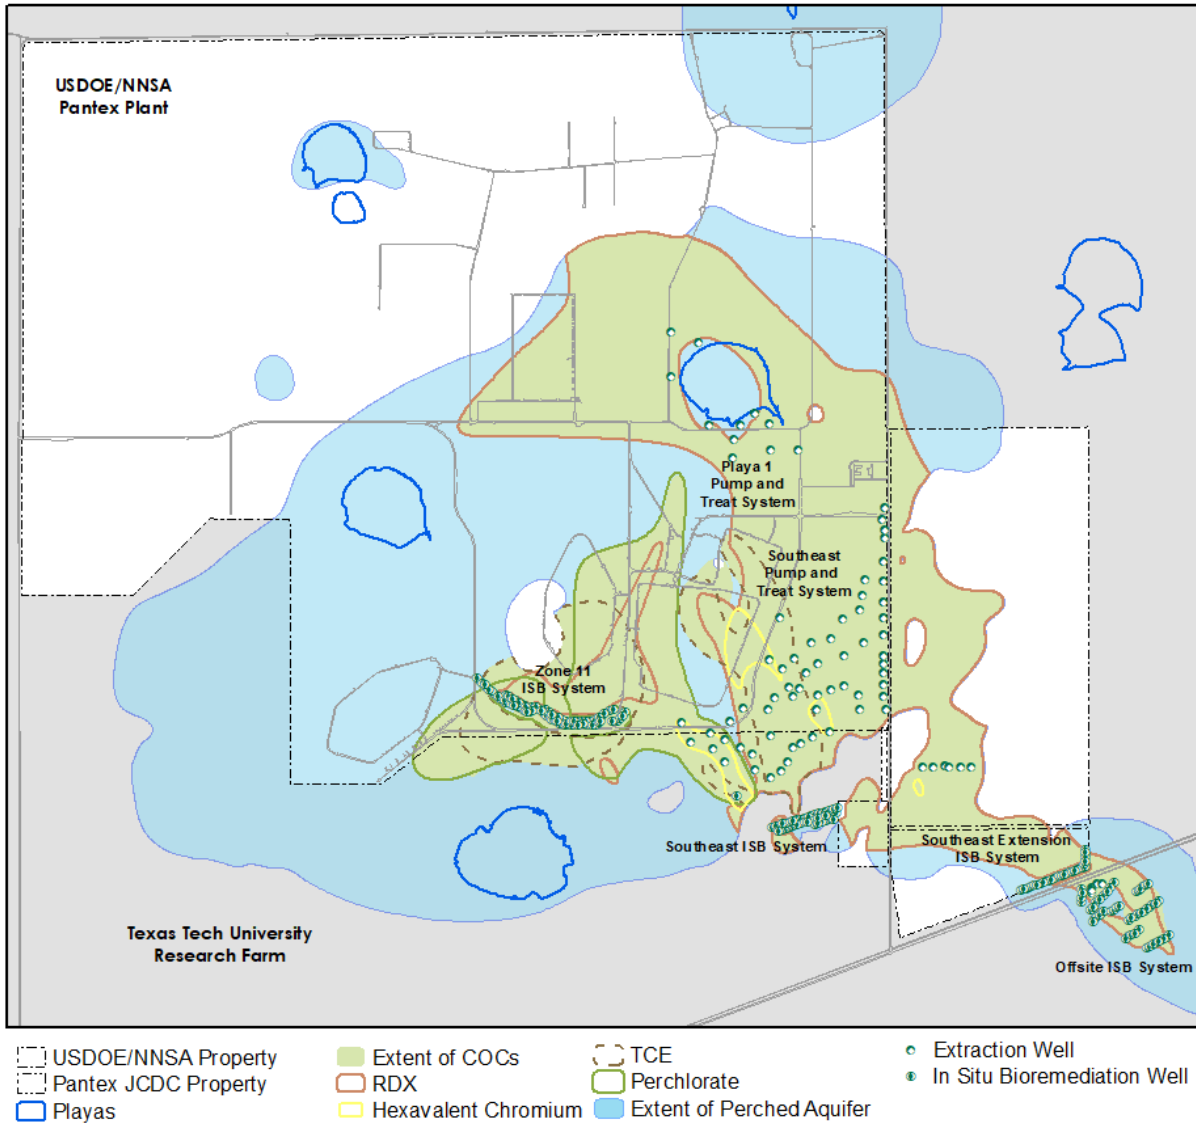 USDOE/NNSA
Pantex Plant
Playa 1
Pump and
Treat System
Southeast
Pump and
Treat System
Zone 11
ISB System
Southeast ISB System
Southeast Extension
ISB System
Texas Tech University
Research Farm
Offsite ISB System
USDOE/NNSA Property
Pantex JCDC Property
Playas
Extent of COCs
RDX
Hexavalent Chromium
TCE
Perchlorate
Extent of Perched Aquifer
Extraction Well
In Situ Bioremediation Well